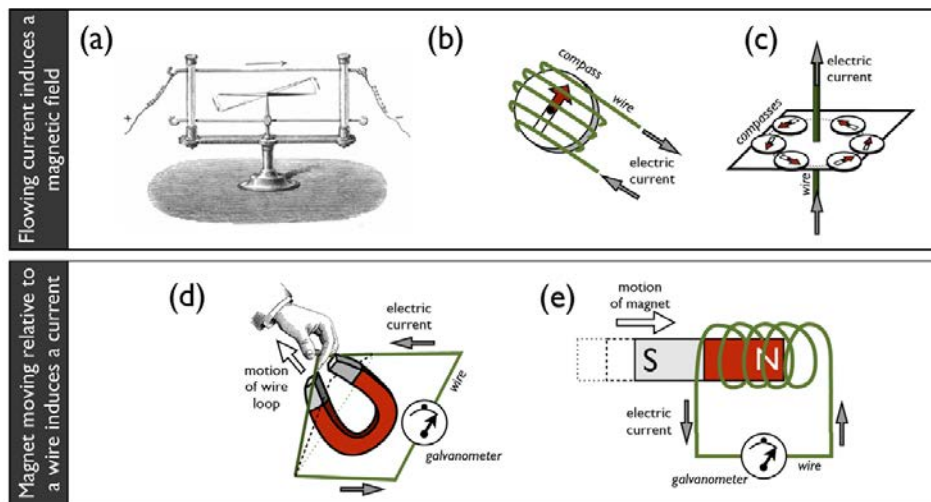 Flowing current induces a
magnetic field
(a)
+
-
(b)
compass
wire
electric
current
(c)
electric
current
compasses
wire
Magnet moving relative to
a wire induces a current
(d)
electric
current
motion
of wire
loop
wire
galvanometer
(e)
motion
of magnet
S
N
electric
current
galvanometer
wire